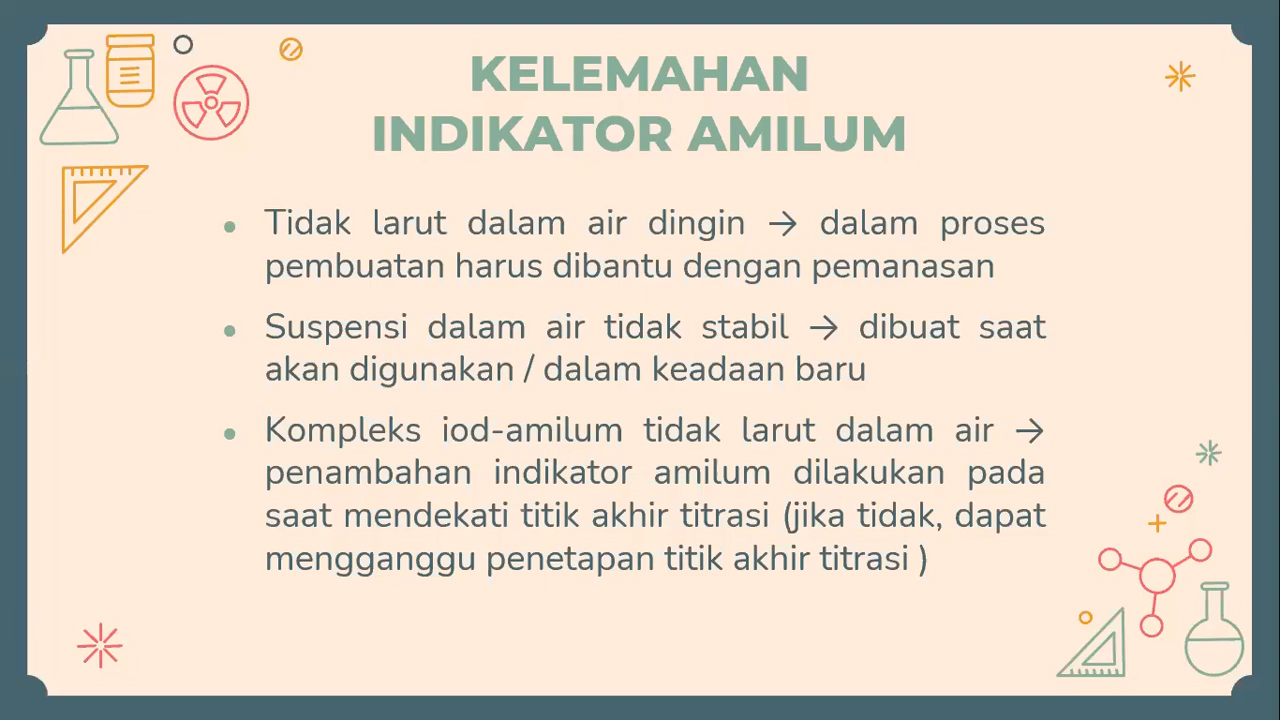 KELEMAHAN
INDIKATOR AMILUM
• Tidak larut dalam air dingin → dalam proses
pembuatan harus dibantu dengan pemanasan
• Suspensi dalam air tidak stabil → dibuat saat
akan digunakan / dalam keadaan baru
• Kompleks iod-amilum tidak larut dalam air →
penambahan indikator amilum dilakukan pada
saat mendekati titik akhir titrasi (jika tidak, dapat
mengganggu penetapan titik akhir titrasi )